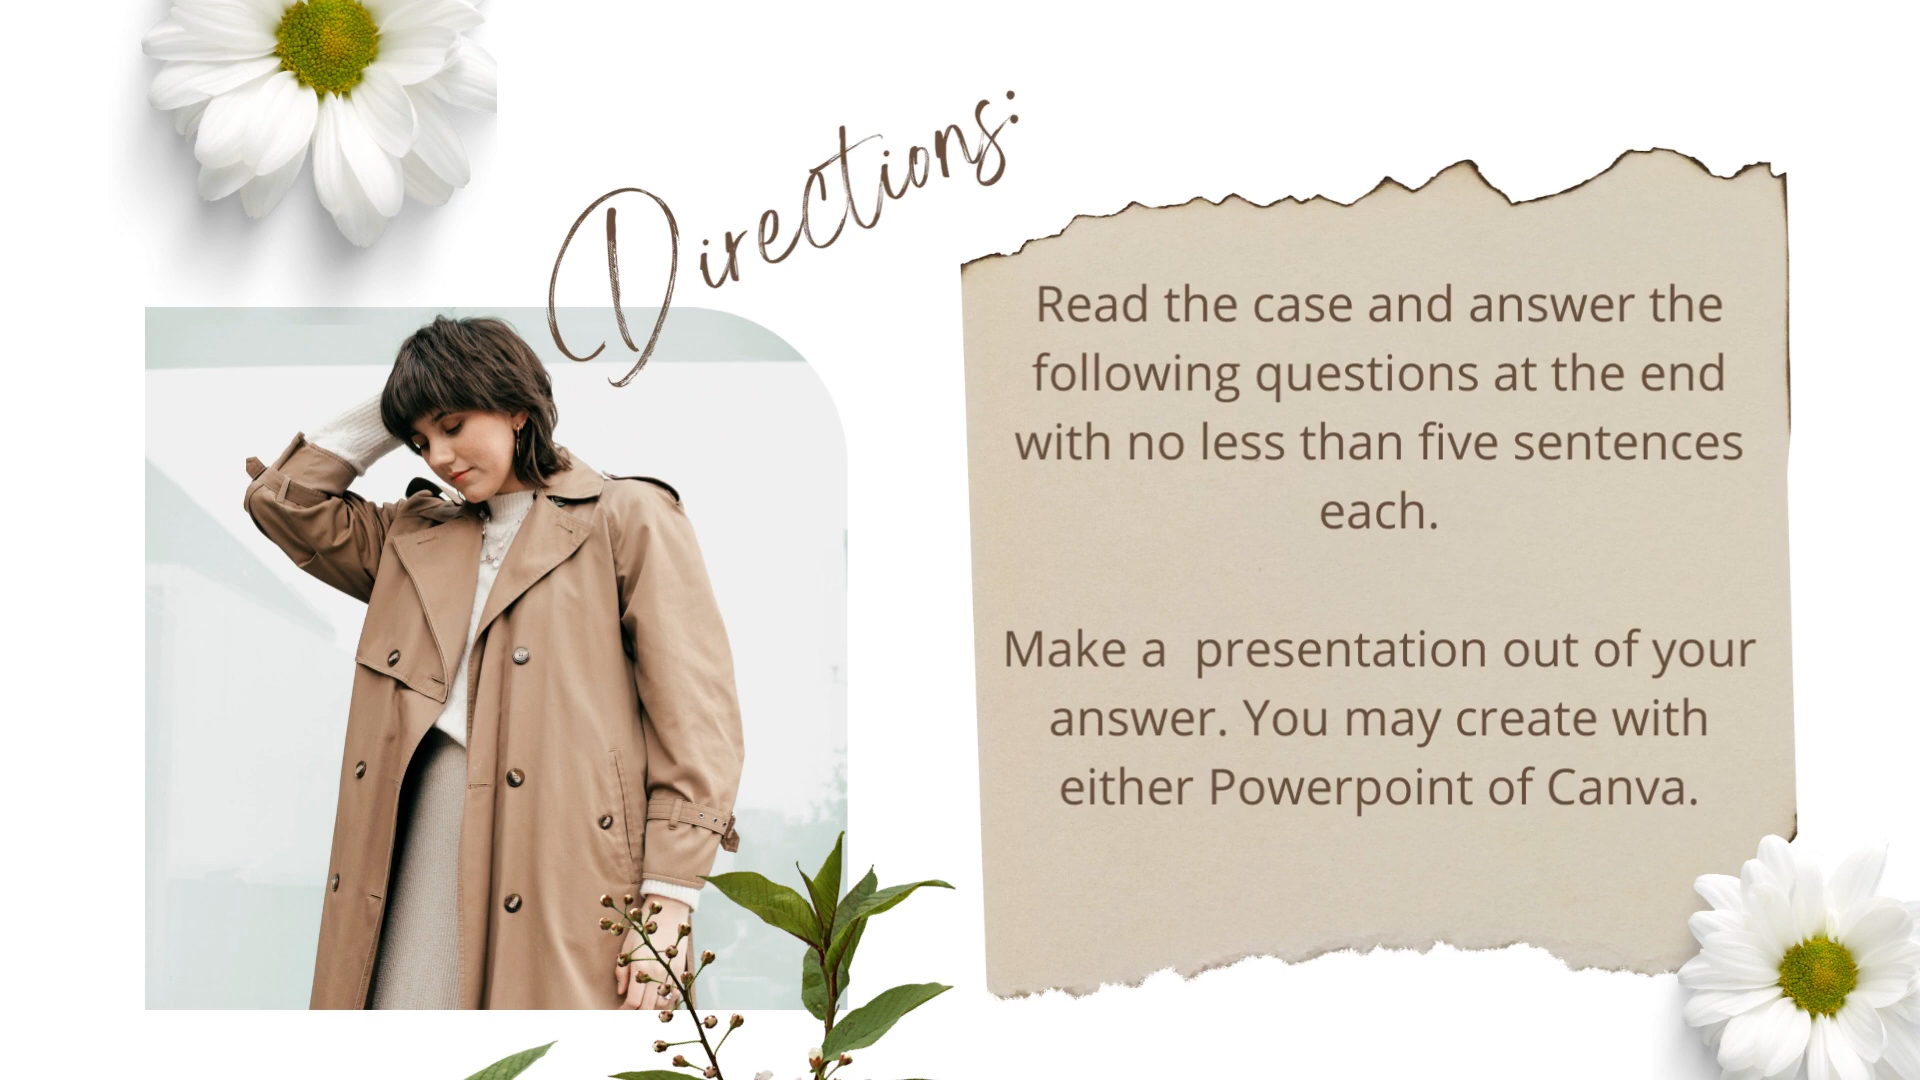 Directions:
Read the case and answer the
following questions at the end
with no less than five sentences
each.
Make a  presentation out of your
answer. You may create with
either Powerpoint of Canva.